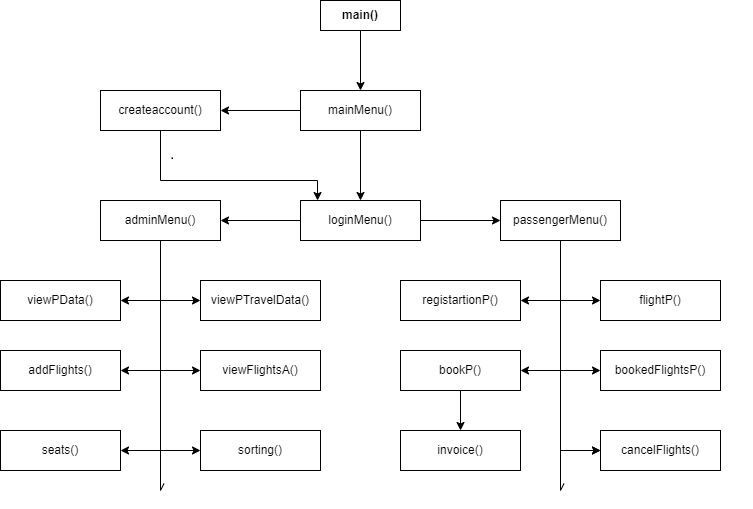 main()
createaccount()
mainMenu()
adminMenu()
loginMenu()
passengerMenu()
viewPData()
viewPTravelData()
registartionP()
flightP()
addFlights()
viewFlightsA()
bookP()
bookedFlightsP()
seats()
sorting()
invoice()
cancelFlights()